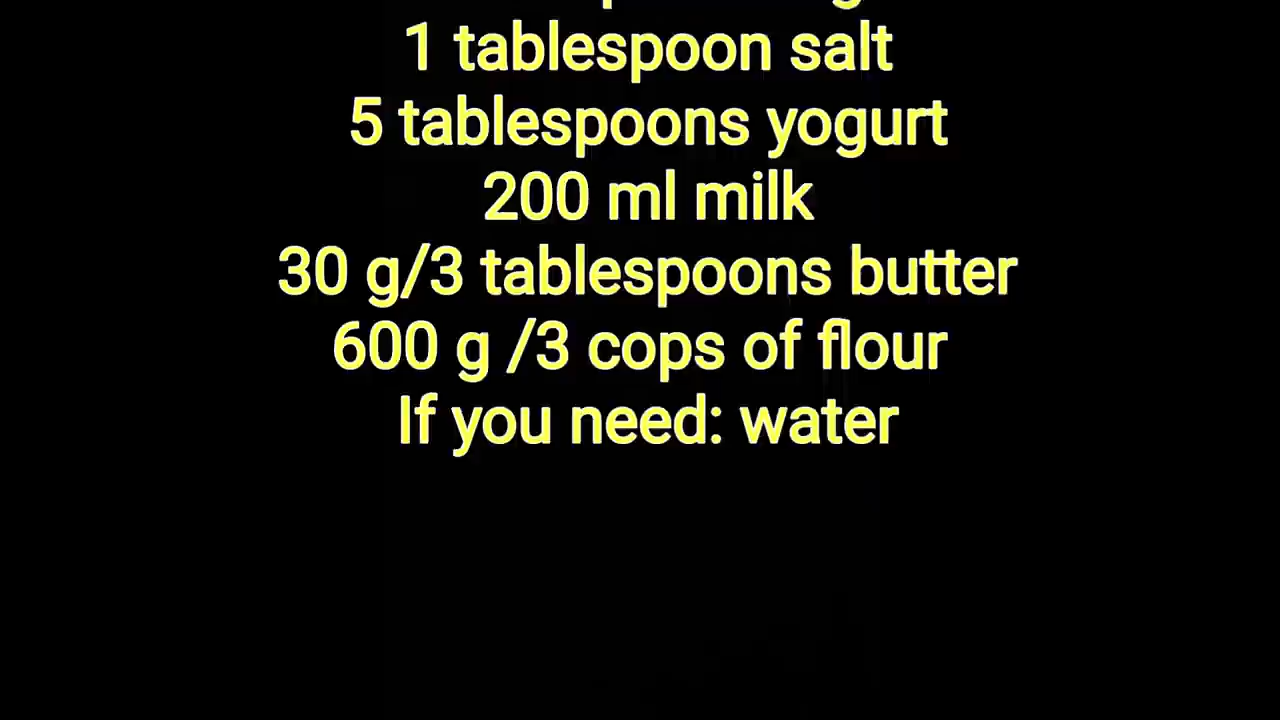 1 tablespoon salt
5 tablespoons yogurt
200 ml milk
30 g/3 tablespoons butter
600 g /3 cops of flour
If you need: water